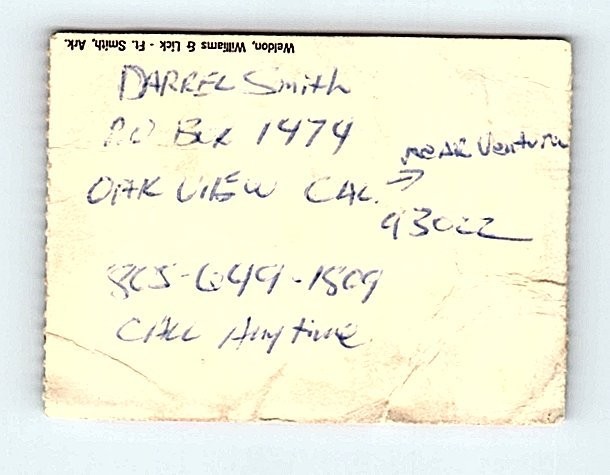 Weldon, Williams & Lick - Ft. Smith, Ark.
DARREL Smith
PO Box 1474
OAK VIEW CAL. → neAR Ventura
93022
805-649-1809
CALL Anytime